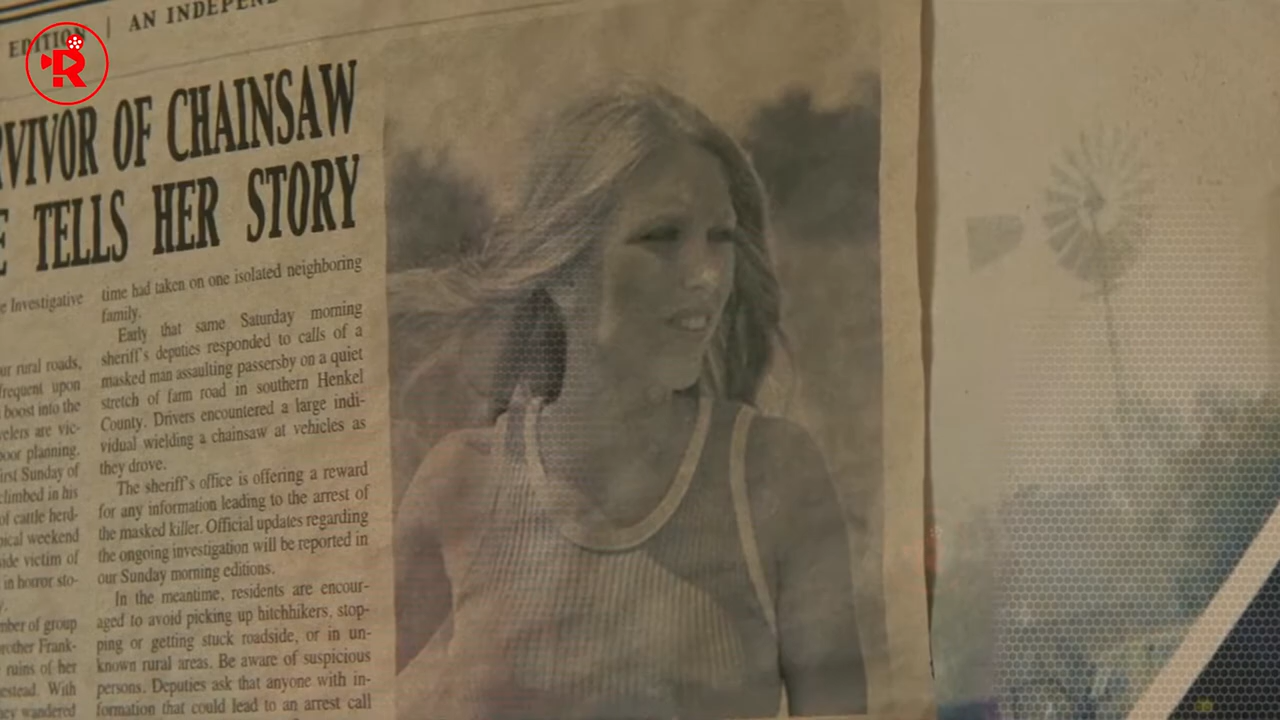 EDITION | AN INDEPEN
R
RVIVOR OF CHAINSAW
E TELLS HER STORY
e Investigative
ur rural roads,
frequent upon
boost into the
velers are vic-
oor planning.
irst Sunday of
climbed in his
of cattle herd-
pical weekend
side victim of
in horror sto-
mber of group
rother Frank-
ruins of her
estead. With
hey wandered
time had taken on one isolated neighboring
family.
Early that same Saturday morning
sheriff's deputies responded to calls of a
masked man assaulting passersby on a quiet
stretch of farm road in southern Henkel
County. Drivers encountered a large indi-
vidual wielding a chainsaw at vehicles as
they drove.
The sheriff's office is offering a reward
for any information leading to the arrest of
the masked killer. Official updates regarding
the ongoing investigation will be reported in
our Sunday morning editions.
In the meantime, residents are encour-
aged to avoid picking up hitchhikers, stop-
ping or getting stuck roadside, or in un-
known rural areas. Be aware of suspicious
persons. Deputies ask that anyone with in-
formation that could lead to an arrest call